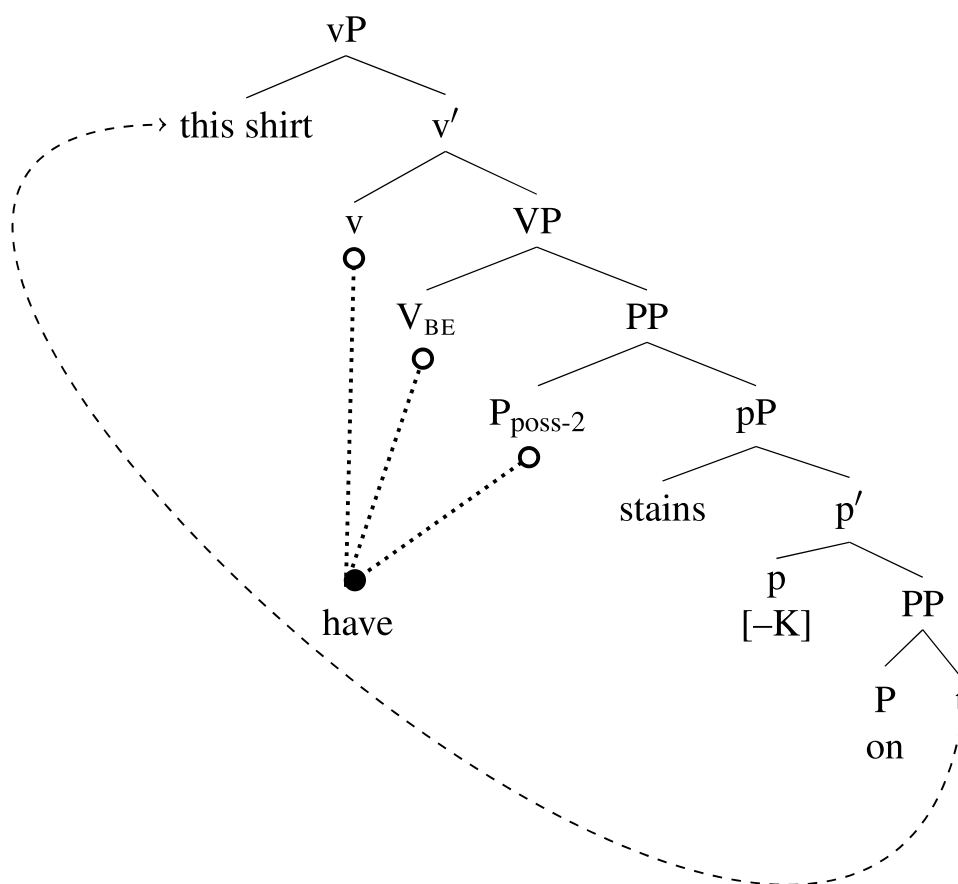 vP
this shirt v′
v VP
V_BE PP
P_poss-2 pP
stains p′
p PP
[–K]
have
P
on